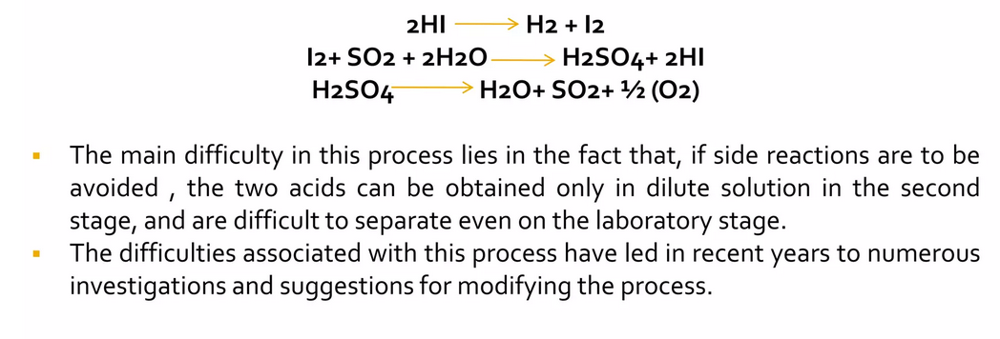 2HI ⟶ H2 + I2
I2+ SO2 + 2H2O ⟶ H2SO4+ 2HI
H2SO4 ⟶ H2O+ SO2+ ½ (O2)
▪ The main difficulty in this process lies in the fact that, if side reactions are to be
avoided , the two acids can be obtained only in dilute solution in the second
stage, and are difficult to separate even on the laboratory stage.
▪ The difficulties associated with this process have led in recent years to numerous
investigations and suggestions for modifying the process.